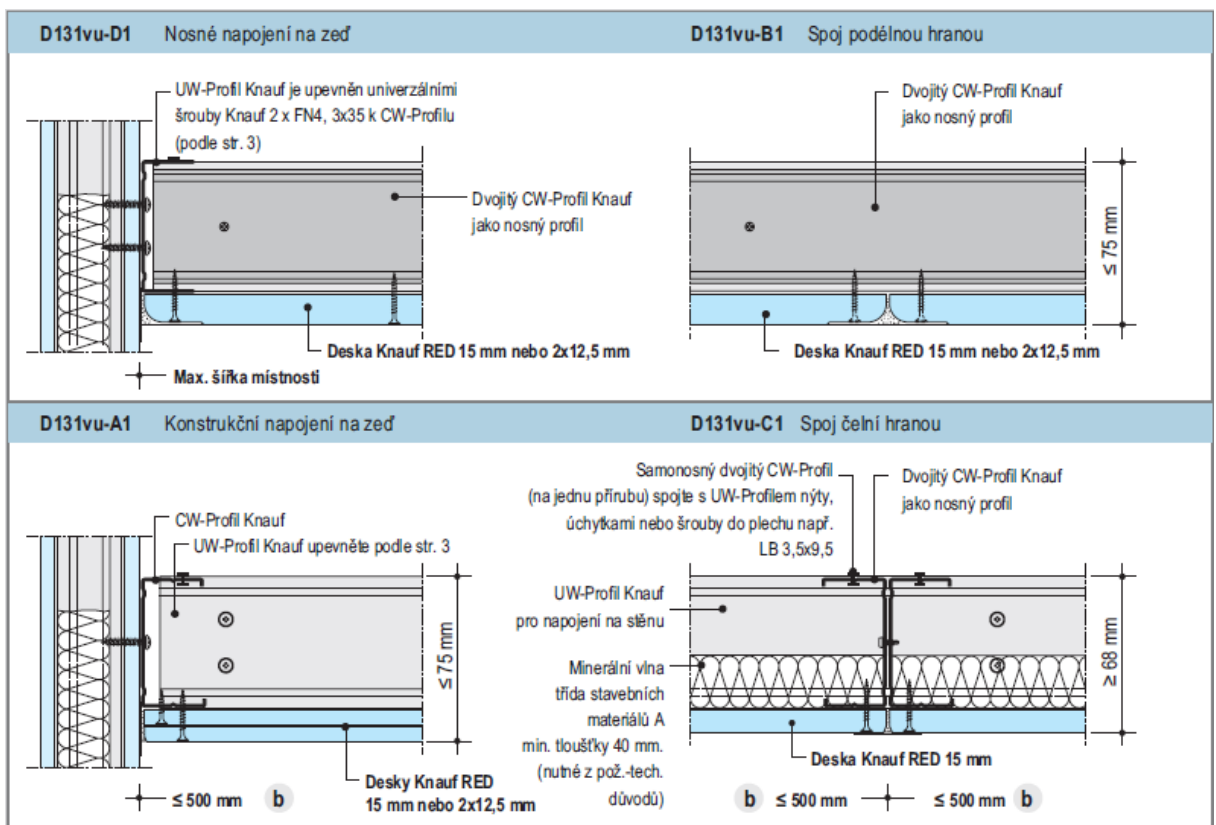 D131vu-D1 Nosné napojení na zeď
UW-Profil Knauf je upevněn univerzálními
šrouby Knauf 2 x FN4, 3x35 k CW-Profilu
(podle str. 3)
Dvojitý CW-Profil Knauf
jako nosný profil
Deska Knauf RED 15 mm nebo 2x12,5 mm
Max. šířka místnosti
D131vu-B1 Spoj podélnou hranou
Dvojitý CW-Profil Knauf
jako nosný profil
≤ 75 mm
Deska Knauf RED 15 mm nebo 2x12,5 mm
D131vu-A1 Konstrukční napojení na zeď
CW-Profil Knauf
UW-Profil Knauf upevněte podle str. 3
≤ 75 mm
Desky Knauf RED
15 mm nebo 2x12,5 mm
≤ 500 mm b
D131vu-C1 Spoj čelní hranou
Samonosný dvojitý CW-Profil
(na jednu přírubu) spojte s UW-Profilem nýty,
úchytkami nebo šrouby do plechu např.
LB 3,5x9,5
Dvojitý CW-Profil Knauf
jako nosný profil
UW-Profil Knauf
pro napojení na stěnu
Minerální vlna
třída stavebních
materiálů A
min. tloušťky 40 mm.
(nutné z pož.-tech.
důvodů)
≥ 68 mm
Deska Knauf RED 15 mm
b ≤ 500 mm
≤ 500 mm b